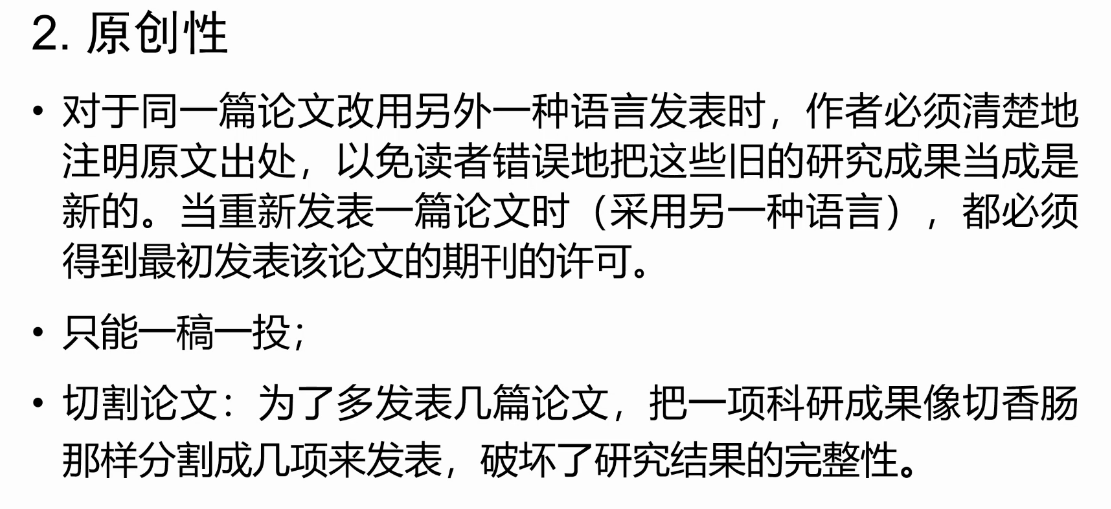 2. 原创性
• 对于同一篇论文改用另外一种语言发表时，作者必须清楚地
注明原文出处，以免读者错误地把这些旧的研究成果当成是
新的。当重新发表一篇论文时（采用另一种语言），都必须
得到最初发表该论文的期刊的许可。
• 只能一稿一投；
• 切割论文：为了多发表几篇论文，把一项科研成果像切香肠
那样分割成几项来发表，破坏了研究结果的完整性。